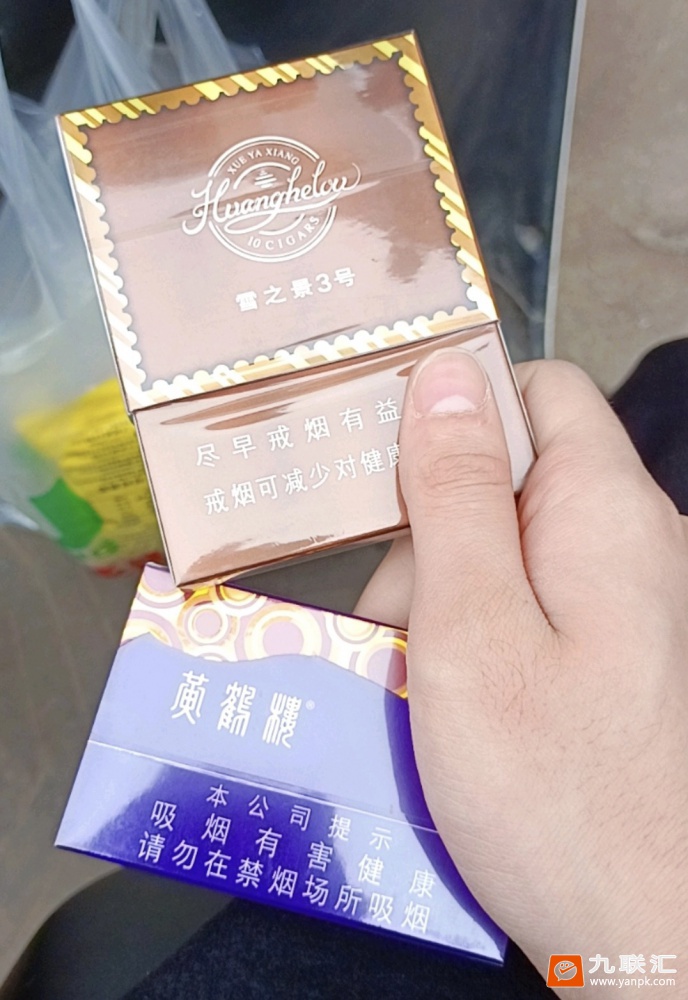 XUE YA XIANG
Huanghelou
10 CIGARS
雪之景3号
尽早戒烟有益
戒烟可减少对健康
黄鹤楼®
本公司提示
吸烟有害健康
请勿在禁烟场所吸烟
九联汇
www.yanpk.com